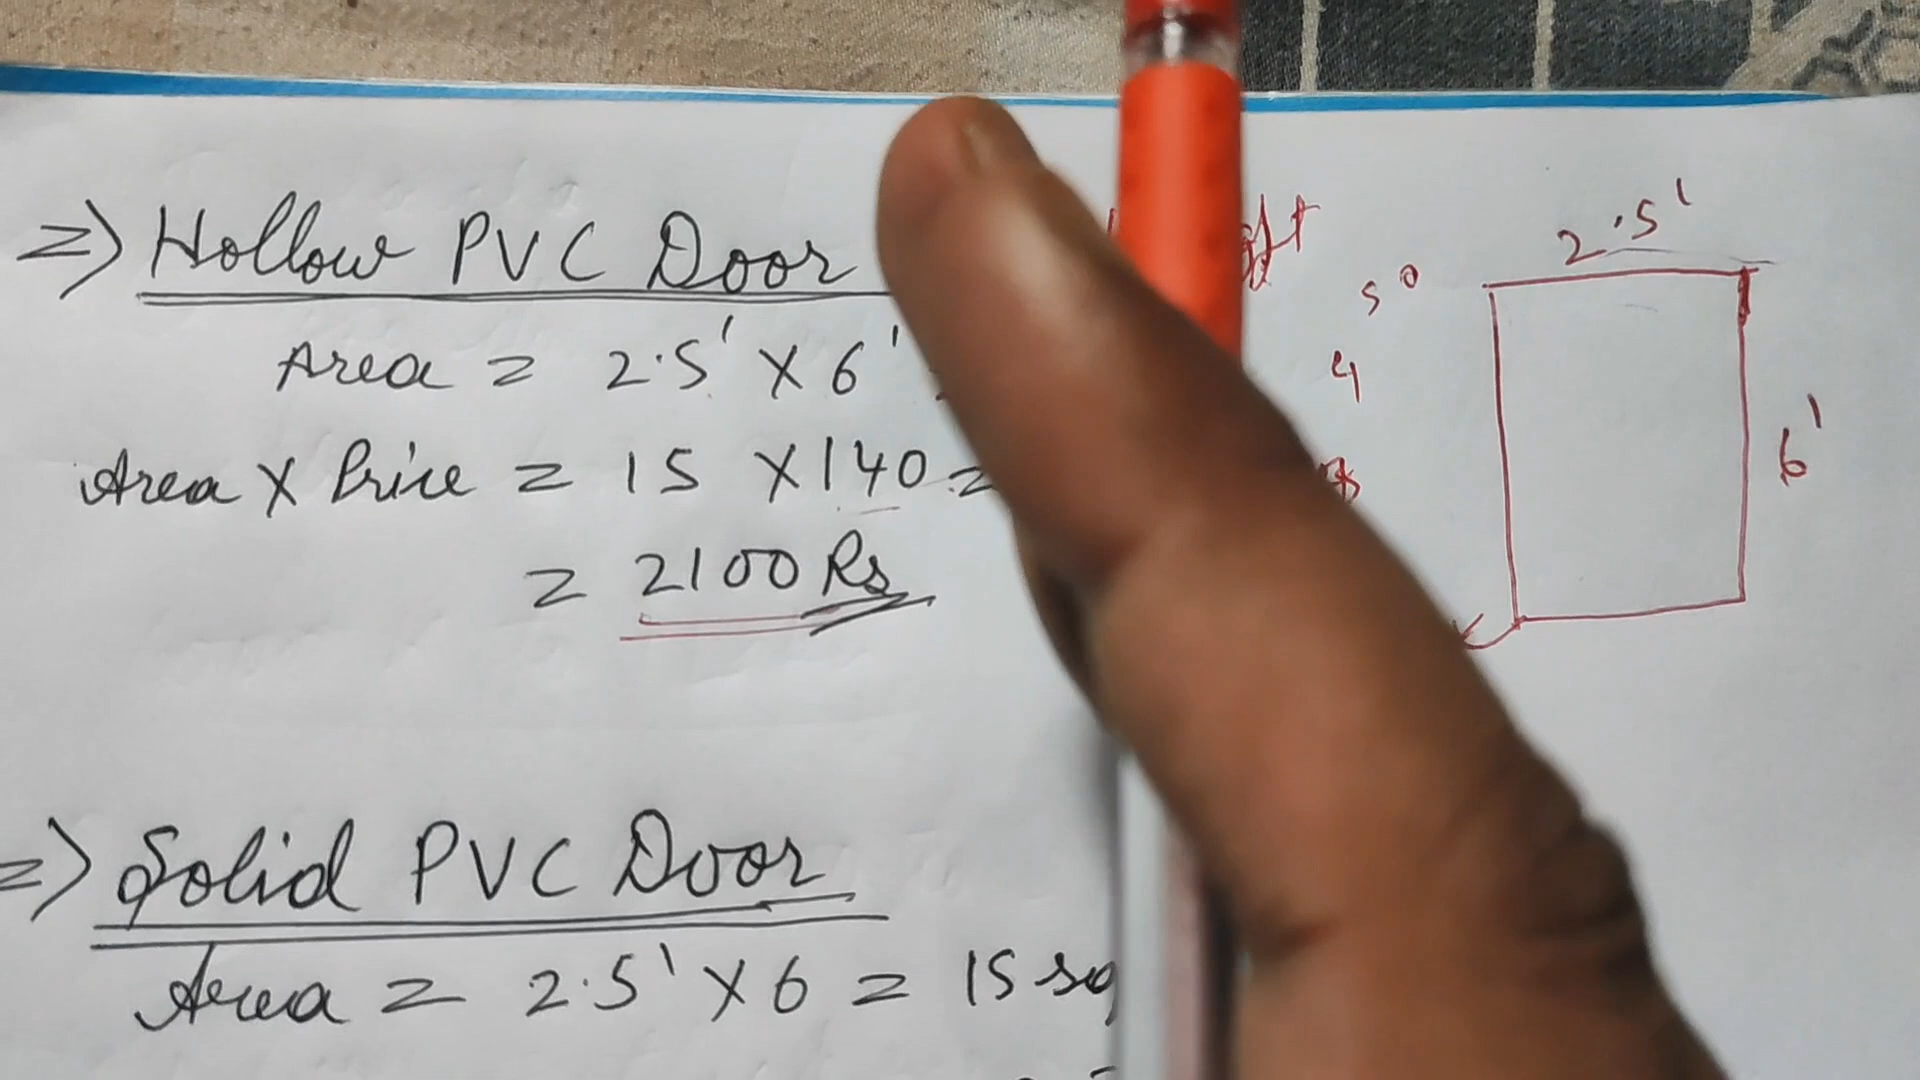 => Hollow PVC Door
Area = 2.5' X 6'
Area X Price = 15 X 140 =
= 2100 Rs
2.5'
6'
=> Solid PVC Door
Area = 2.5' X 6 = 15 sq